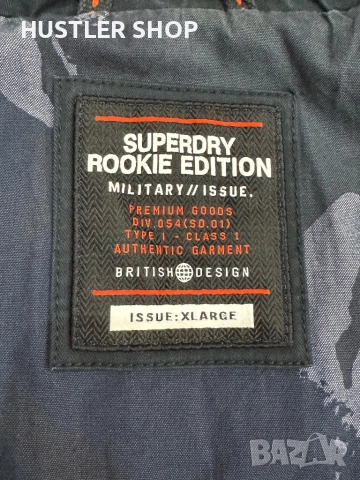 HUSTLER SHOP
SUPERDRY
ROOKIE EDITION
MILITARY//ISSUE.
PREMIUM GOODS
DIV.054(SD.01)
TYPE 1 - CLASS 1
AUTHENTIC GARMENT
BRITISH DESIGN
ISSUE:XLARGE
BAZAR